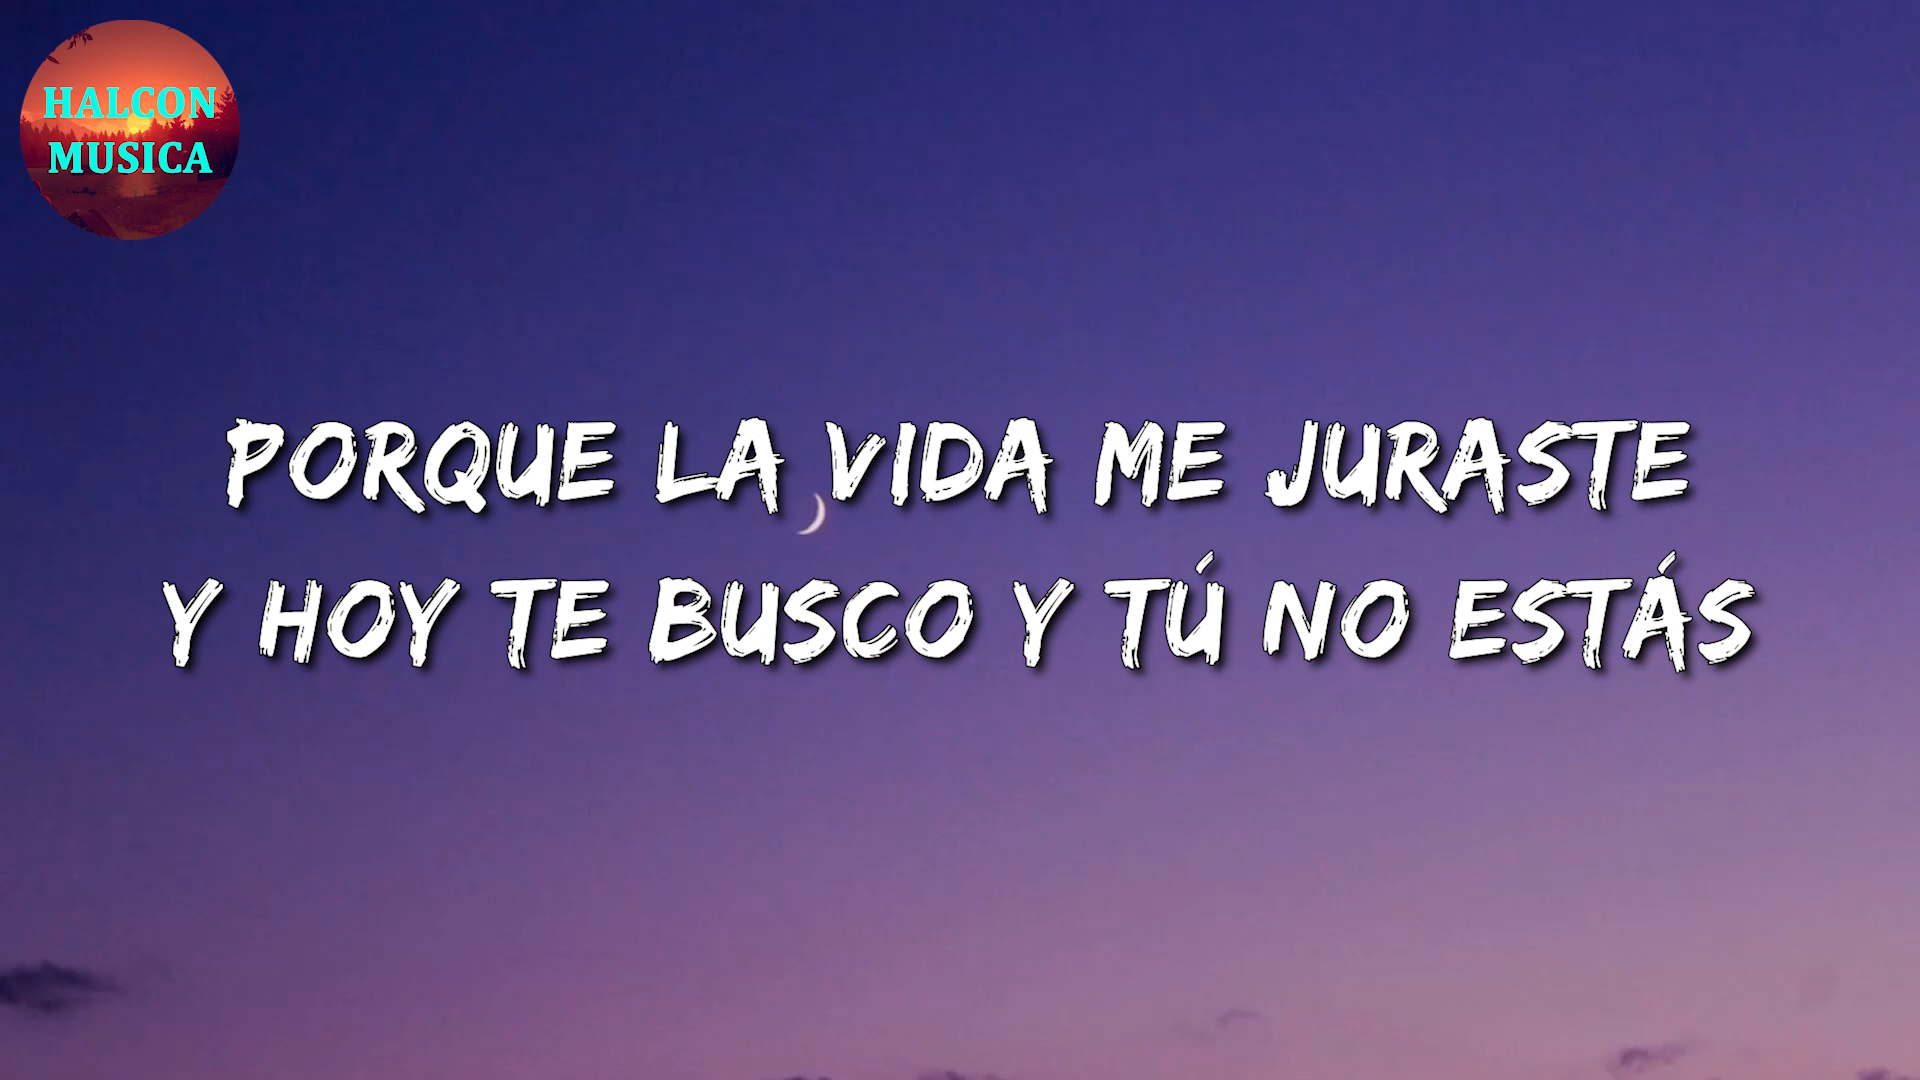 HALCON
MUSICA
PORQUE LA VIDA ME JURASTE
Y HOY TE BUSCO Y TÚ NO ESTÁS